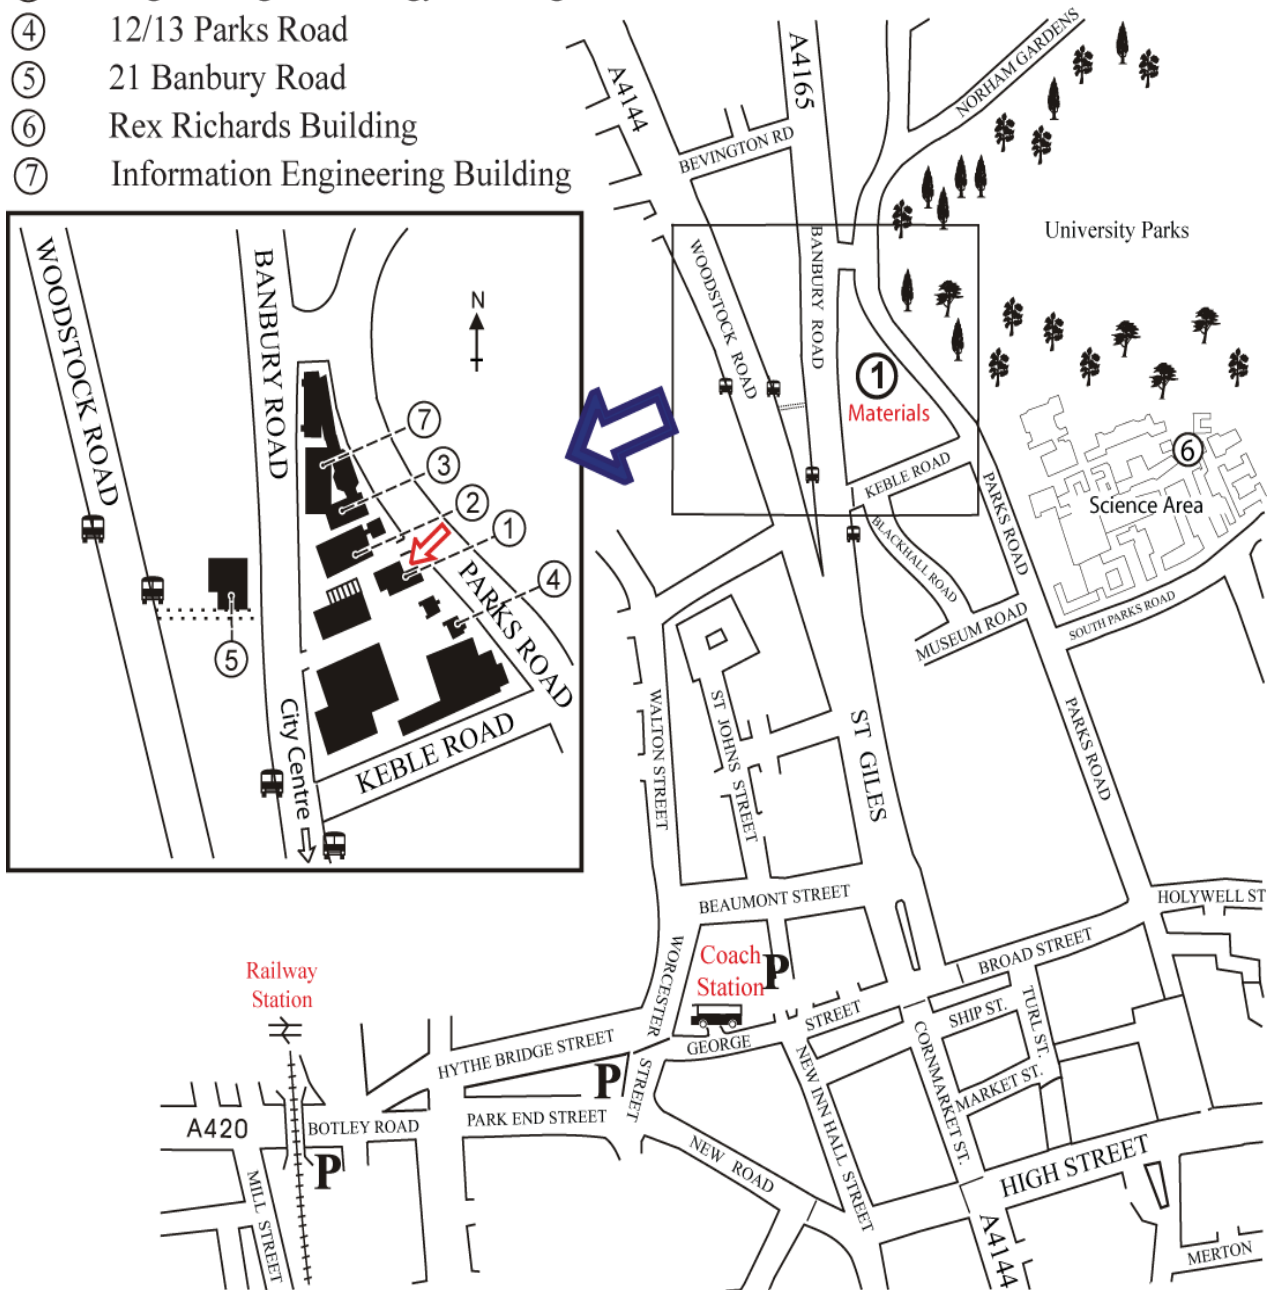 ④ 12/13 Parks Road
⑤ 21 Banbury Road
⑥ Rex Richards Building
⑦ Information Engineering Building
WOODSTOCK ROAD
BANBURY ROAD
N
7
3
2
1
4
5
PARKS ROAD
KEBLE ROAD
City Centre
A4144
A4165
NORHAM GARDENS
BEVINGTON RD
University Parks
WOODSTOCK ROAD
BANBURY ROAD
1
Materials
6
KEBLE ROAD
Science Area
PARKS ROAD
BLACKHALL ROAD
MUSEUM ROAD
SOUTH PARKS ROAD
WALTON STREET
ST JOHNS STREET
ST GILES
PARKS ROAD
BEAUMONT STREET
HOLYWELL ST
BROAD STREET
WORCESTER
STREET
Coach
Station
P
Railway
Station
GEORGE
STREET
SHIP ST.
TURL ST.
HYTHE BRIDGE STREET
P
CORNMARKET ST.
MARKET ST.
NEW INN HALL STREET
A420
BOTLEY ROAD
PARK END STREET
P
NEW ROAD
HIGH STREET
MILL STREET
A4144
MERTON